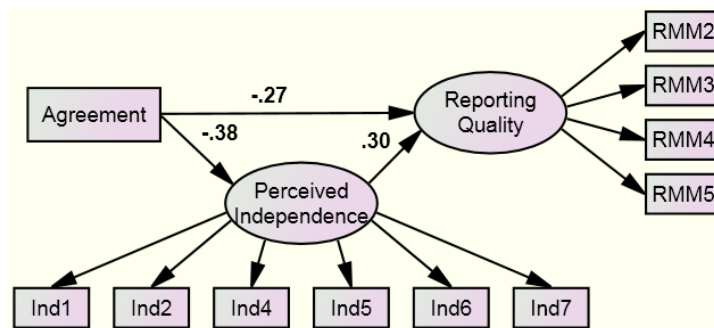 RMM2
-.27
Reporting
Quality
RMM3
Agreement
-.38
.30
RMM4
Perceived
Independence
RMM5
Ind1
Ind2
Ind4
Ind5
Ind6
Ind7